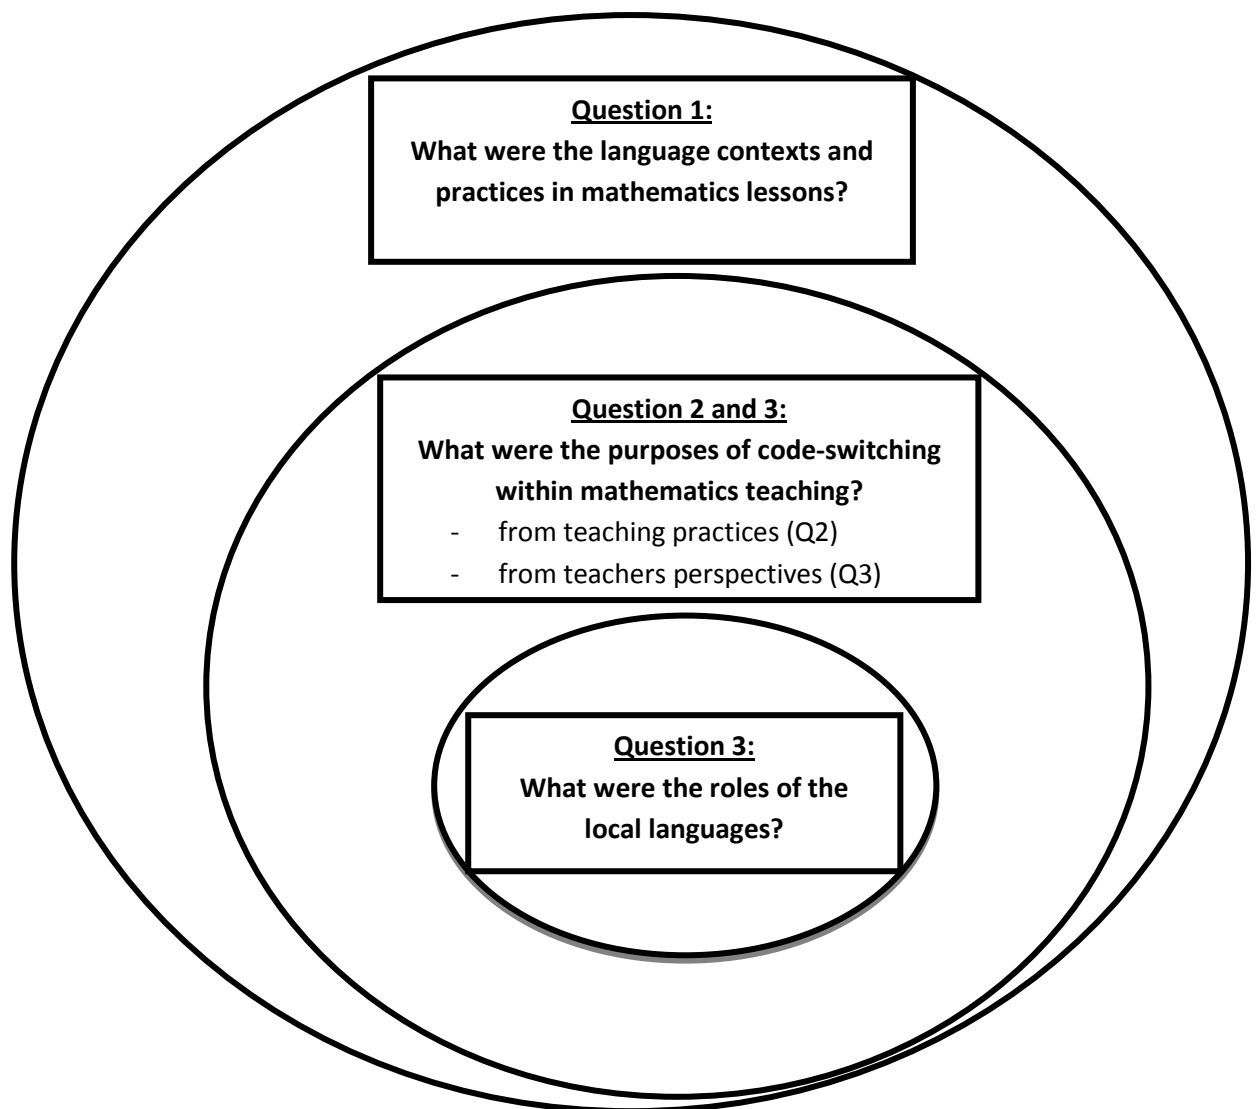 Question 1:
What were the language contexts and
practices in mathematics lessons?
Question 2 and 3:
What were the purposes of code-switching
within mathematics teaching?
- from teaching practices (Q2)
- from teachers perspectives (Q3)
Question 3:
What were the roles of the
local languages?